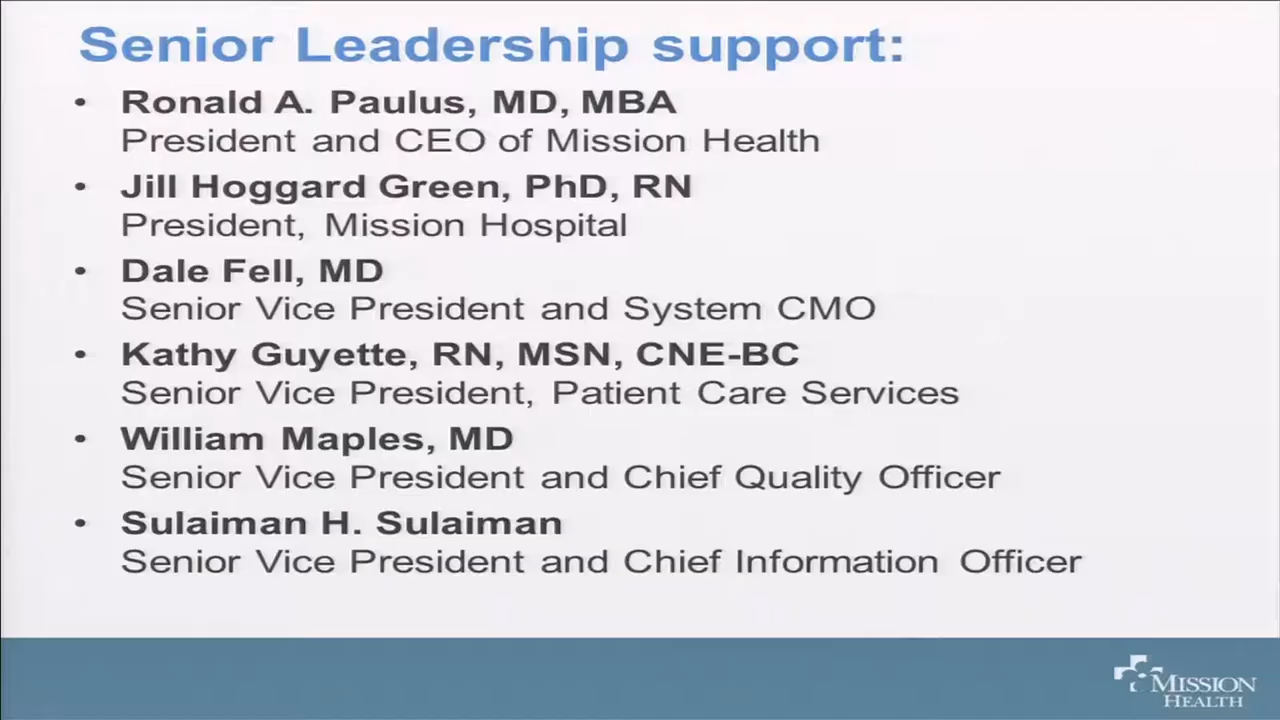 Senior Leadership support:
• Ronald A. Paulus, MD, MBA
President and CEO of Mission Health
• Jill Hoggard Green, PhD, RN
President, Mission Hospital
• Dale Fell, MD
Senior Vice President and System CMO
• Kathy Guyette, RN, MSN, CNE-BC
Senior Vice President, Patient Care Services
• William Maples, MD
Senior Vice President and Chief Quality Officer
• Sulaiman H. Sulaiman
Senior Vice President and Chief Information Officer
MISSION
HEALTH